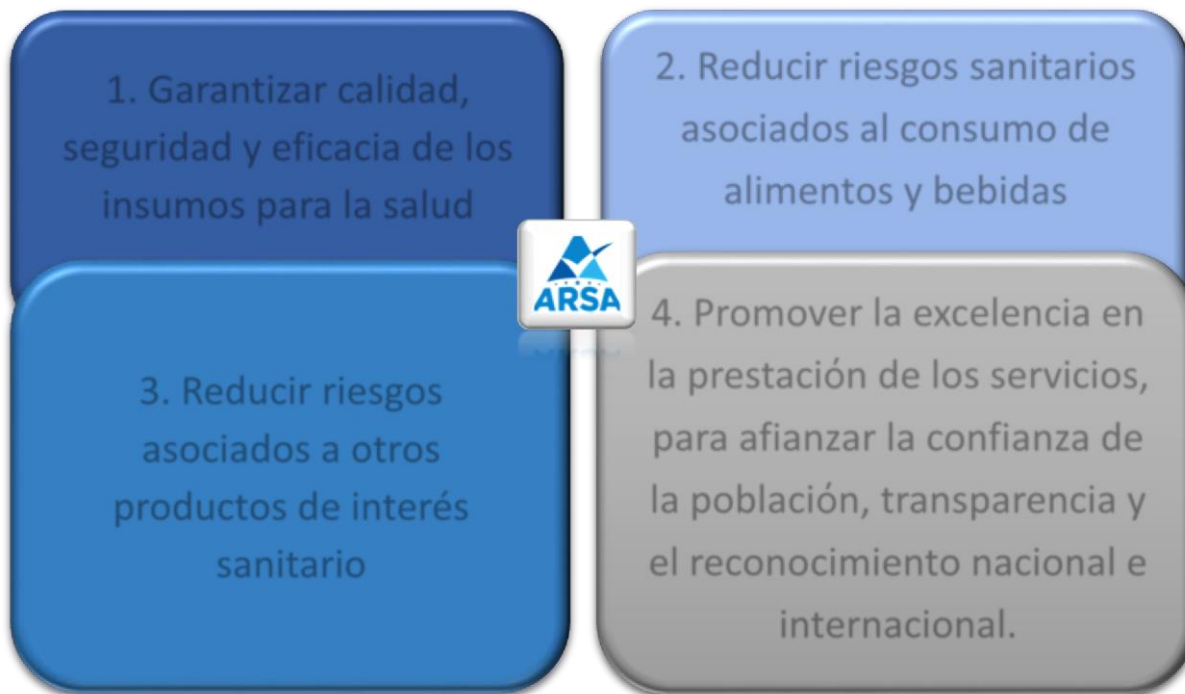 1. Garantizar calidad,
seguridad y eficacia de los
insumos para la salud
2. Reducir riesgos sanitarios
asociados al consumo de
alimentos y bebidas
ARSA
3. Reducir riesgos
asociados a otros
productos de interés
sanitario
4. Promover la excelencia en
la prestación de los servicios,
para afianzar la confianza de
la población, transparencia y
el reconocimiento nacional e
internacional.